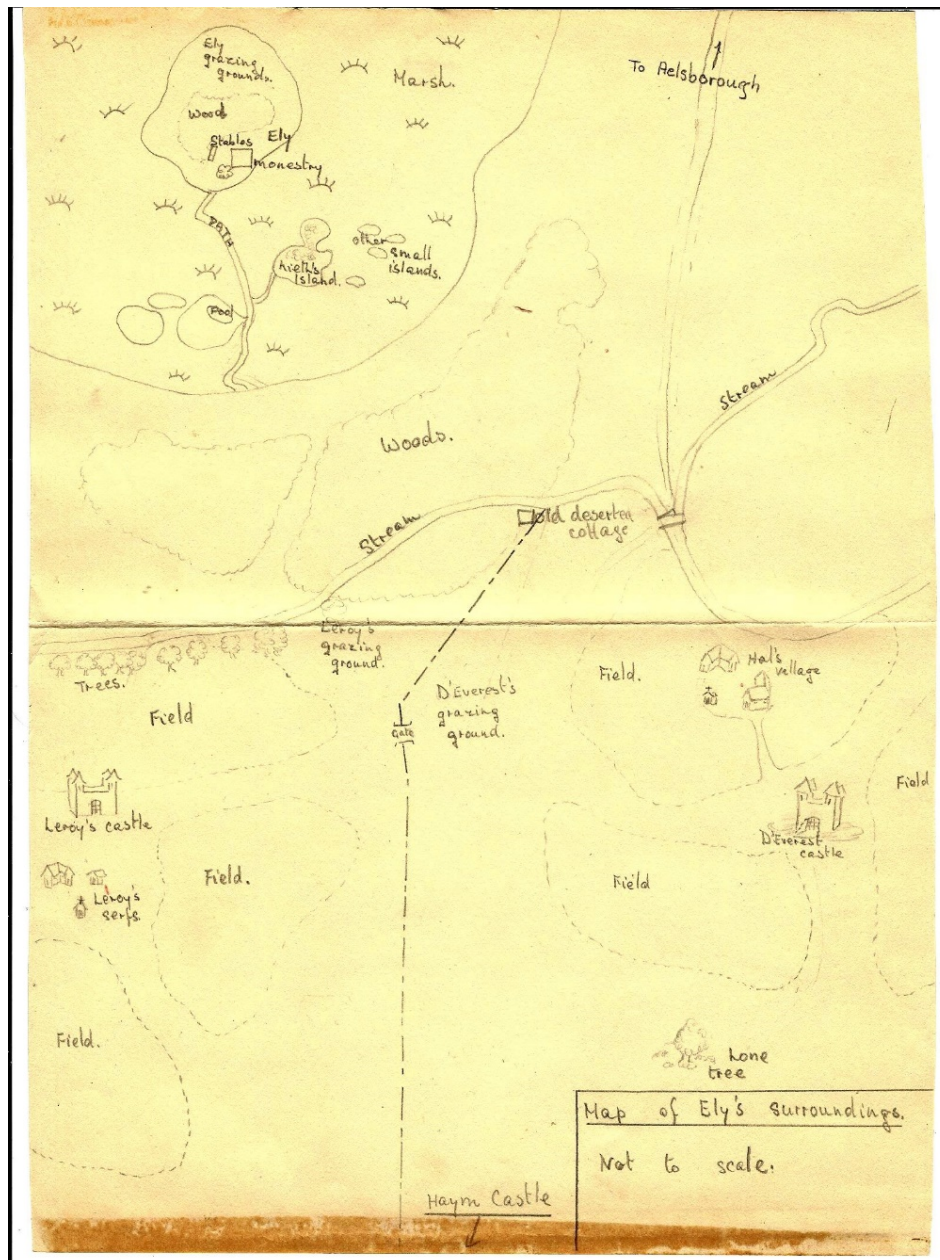 Ely
grazing
grounds.
Marsh.
To Aelsborough
Wood
Stables
Ely
monestry
PATH
other
small
islands.
island.
Pool
Stream
Woods.
Stream
old deserted
cottage
Leroy's
grazing
ground.
Trees.
Field
D'Everest's
grazing
ground.
Gate
Field.
Hal's
village
Field
Leroy's castle
D'Everest
castle
Leroy's
serfs.
Field.
Field
Field.
Lone
tree
Map of Ely's surroundings.
Not to scale.
Haym Castle